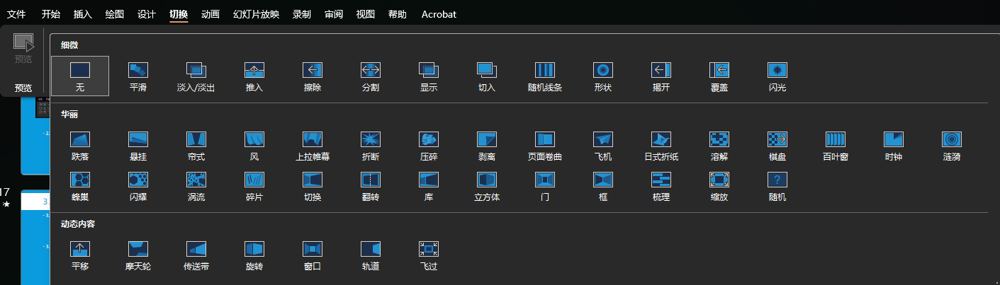 文件 开始 插入 绘图 设计 切换 动画 幻灯片放映 录制 审阅 视图 帮助 Acrobat
预览
预览
细微
无 平滑 淡入/淡出 推入 擦除 分割 显示 切入 随机线条 形状 揭开 覆盖 闪光
华丽
跌落 悬挂 帘式 风 上拉帷幕 折断 压碎 剥离 页面卷曲 飞机 日式折纸 溶解 棋盘 百叶窗 时钟 涟漪
蜂巢 闪耀 涡流 碎片 切换 翻转 库 立方体 门 框 梳理 缩放 随机
?
动态内容
平移 摩天轮 传送带 旋转 窗口 轨道 飞过
17